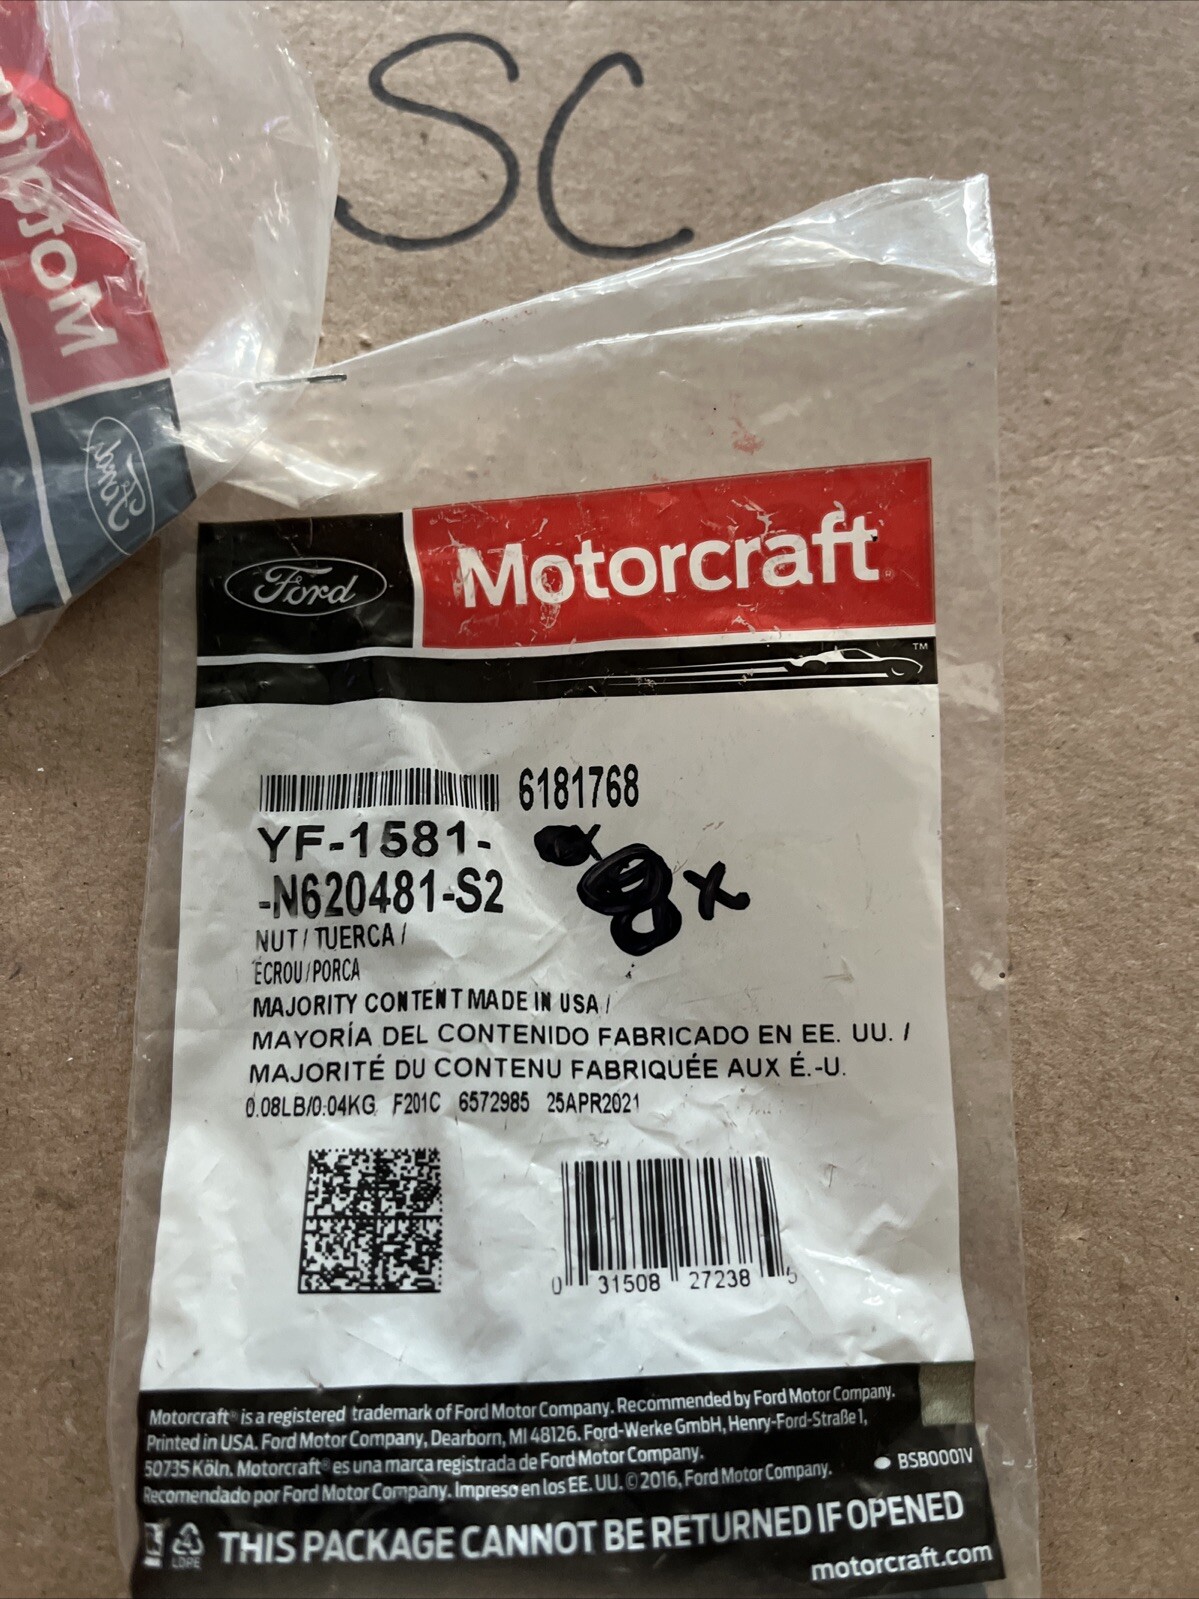 SC
Motorc
Ford
Ford
Motorcraft
TM
6181768
YF-1581-
-N620481-S2
8x
NUT / TUERCA /
ECROU/PORCA
MAJORITY CONTENT MADE IN USA /
MAYORÍA DEL CONTENIDO FABRICADO EN EE. UU. /
MAJORITÉ DU CONTENU FABRIQUÉE AUX É.-U.
0.08LB/0.04KG F201C 6572985 25APR2021
0 31508 27238 5
Motorcraft® is a registered trademark of Ford Motor Company. Recommended by Ford Motor Company.
Printed in USA. Ford Motor Company, Dearborn, MI 48126. Ford-Werke GmbH, Henry-Ford-Straße 1,
50735 Köln. Motorcraft® es una marca registrada de Ford Motor Company.
Recomendado por Ford Motor Company. Impreso en los EE. UU. © 2016, Ford Motor Company.
BSB0001V
4
LDPE
THIS PACKAGE CANNOT BE RETURNED IF OPENED
motorcraft.com